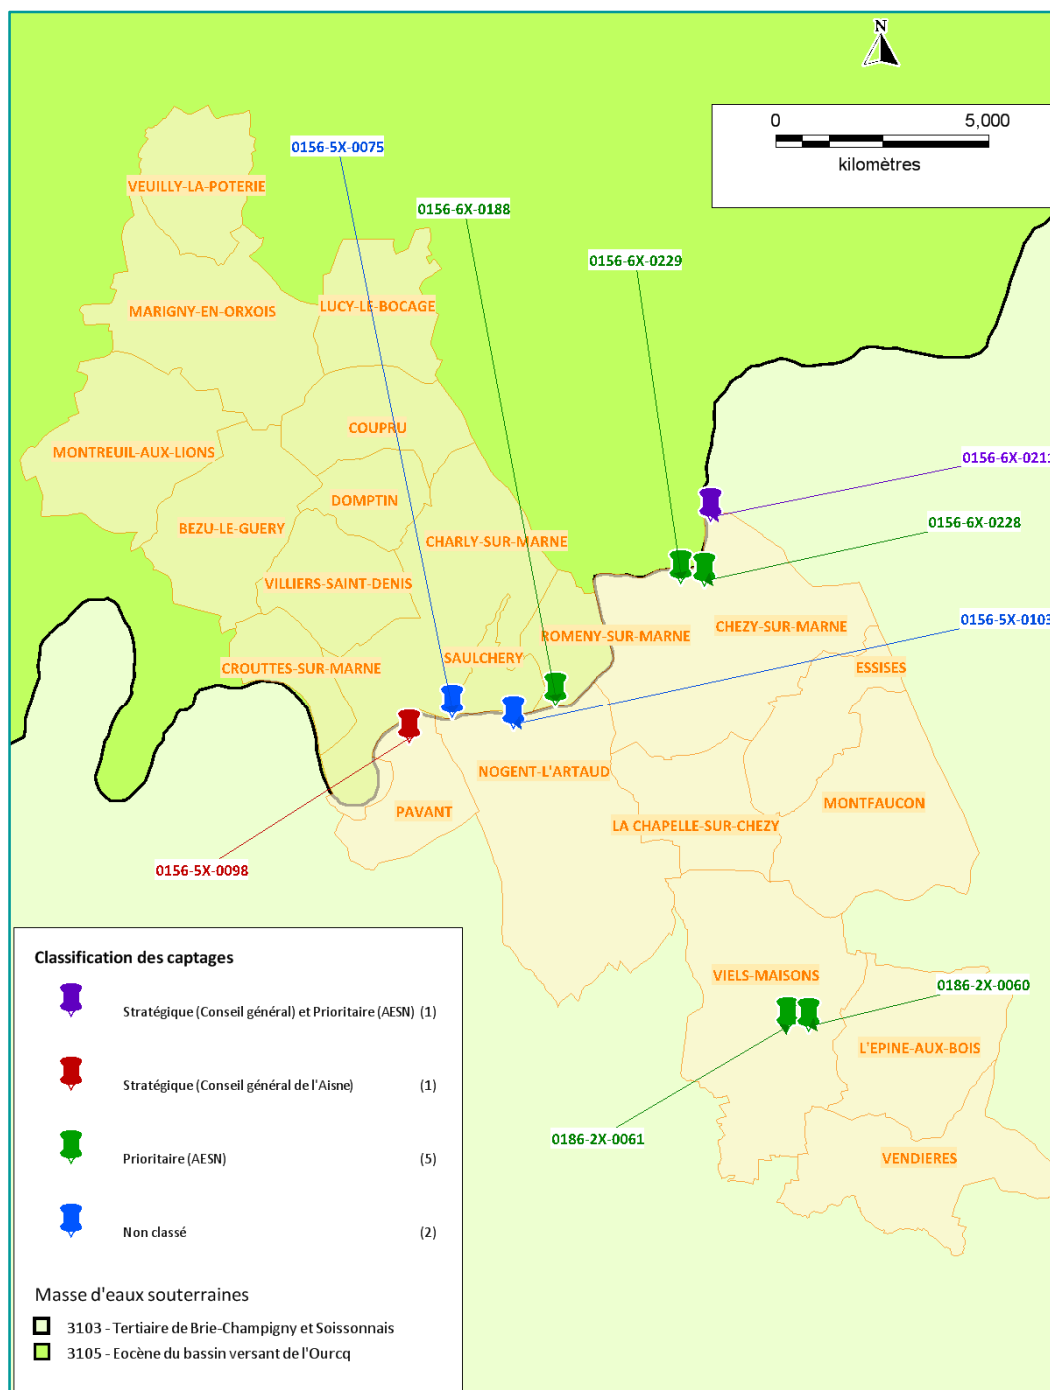 N
0 5,000
kilomètres
0156-5X-0075
VEUILLY-LA-POTERIE
0156-6X-0188
0156-6X-0229
MARIGNY-EN-ORXOIS
LUCY-LE-BOCAGE
COUPRU
MONTREUIL-AUX-LIONS
0156-6X-0211
DOMPTIN
BEZU-LE-GUERY
0156-6X-0228
CHARLY-SUR-MARNE
VILLIERS-SAINT-DENIS
0156-5X-0103
CHEZY-SUR-MARNE
ROMENY-SUR-MARNE
SAULCHERY
ESSISES
CROUTTES-SUR-MARNE
NOGENT-L'ARTAUD
MONTFAUCON
PAVANT
LA CHAPELLE-SUR-CHEZY
0156-5X-0098
VIELS-MAISONS
0186-2X-0060
L'EPINE-AUX-BOIS
0186-2X-0061
VENDIERES
Classification des captages
Stratégique (Conseil général) et Prioritaire (AESN) (1)
Stratégique (Conseil général de l'Aisne) (1)
Prioritaire (AESN) (5)
Non classé (2)
Masse d'eaux souterraines
3103 - Tertiaire de Brie-Champigny et Soissonnais
3105 - Eocène du bassin versant de l'Ourcq